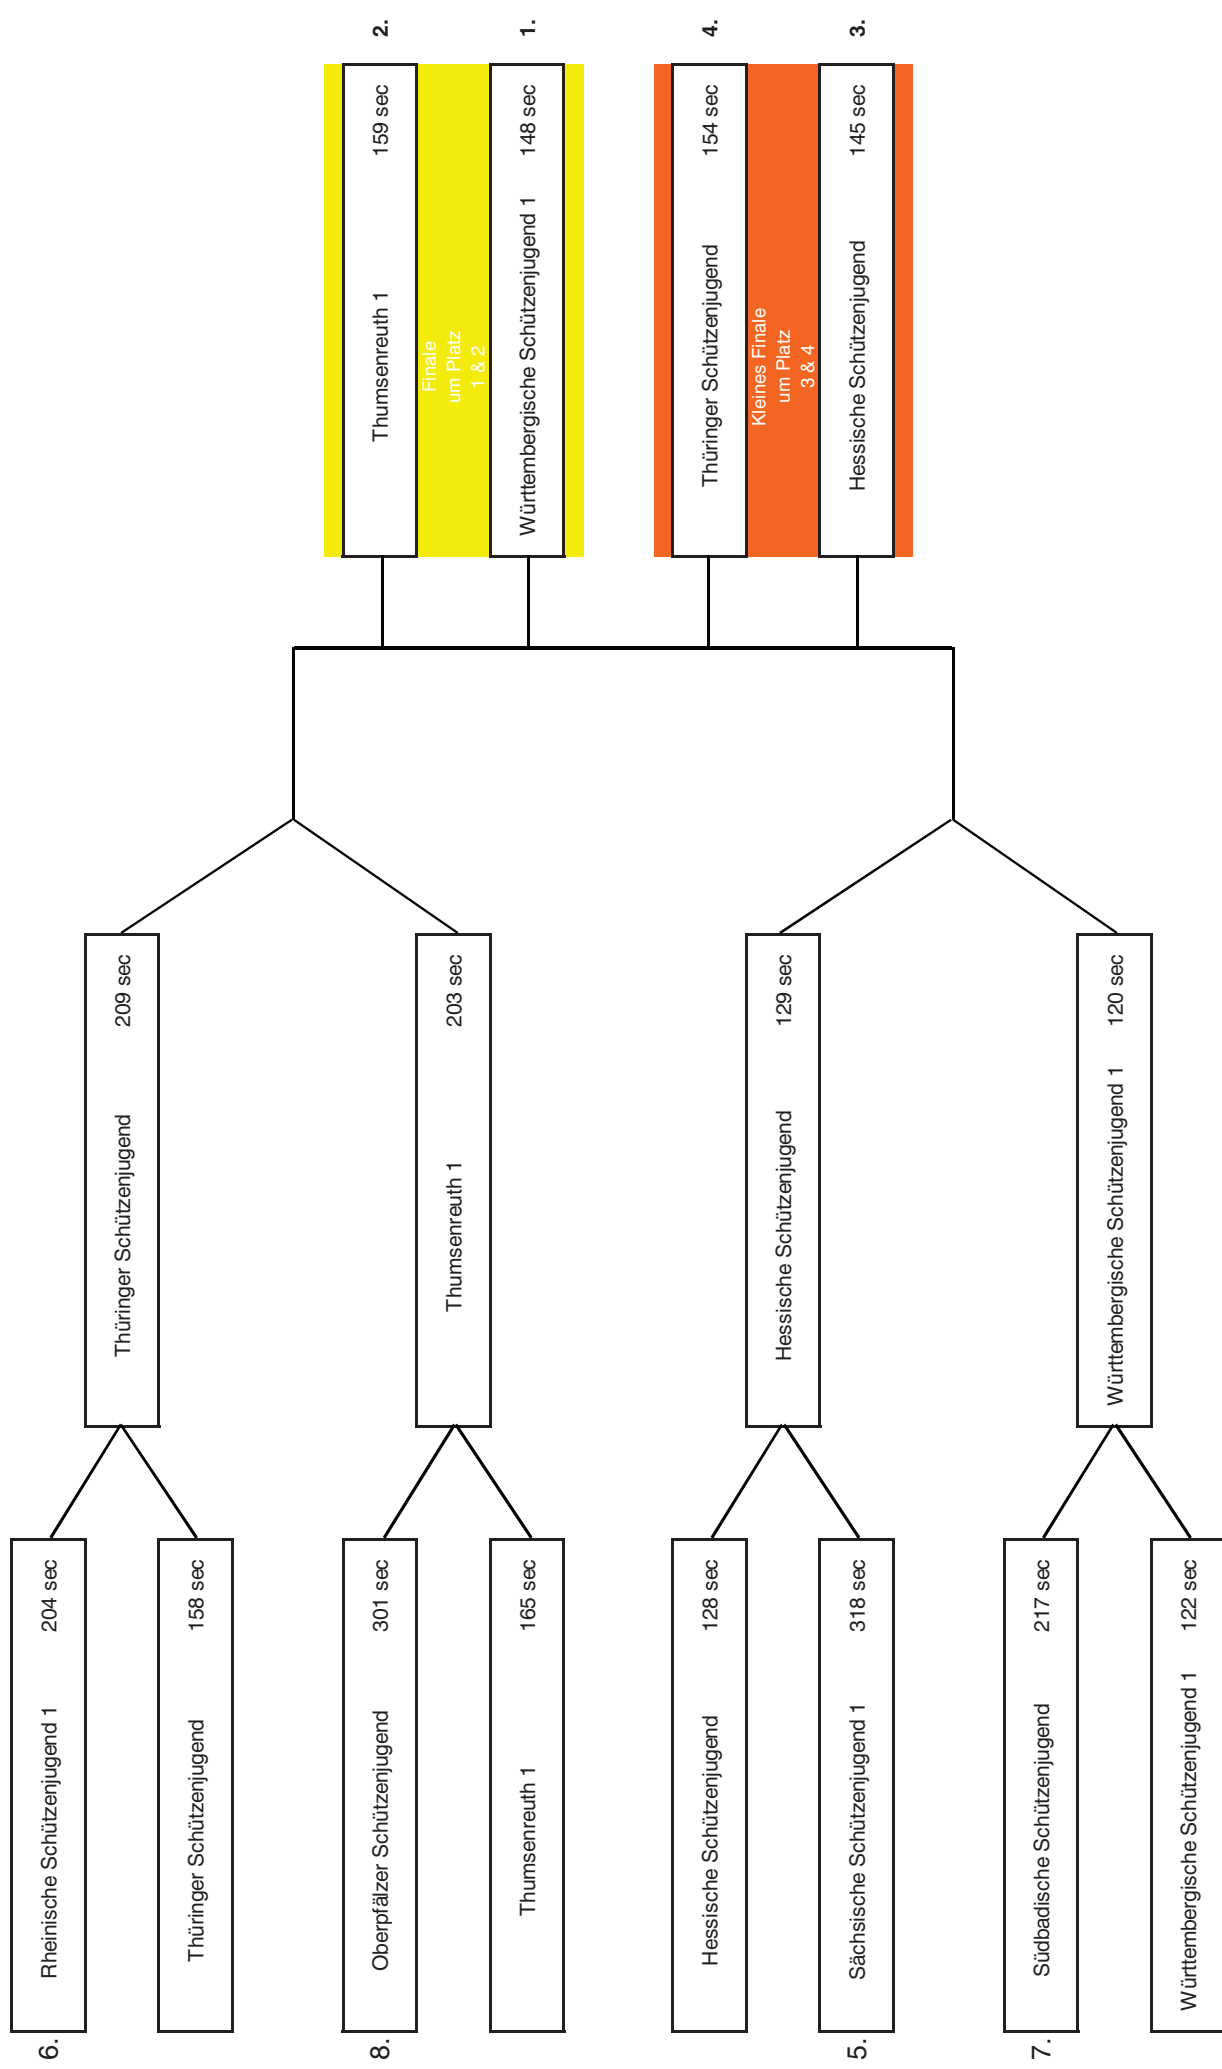 6.
Rheinische Schützenjugend 1 204 sec
Thüringer Schützenjugend 158 sec
8.
Oberpfälzer Schützenjugend 301 sec
Thumsenreuth 1 165 sec
Hessische Schützenjugend 128 sec
5.
Sächsische Schützenjugend 1 318 sec
7.
Südbadische Schützenjugend 217 sec
Württembergische Schützenjugend 1 122 sec
Thüringer Schützenjugend 209 sec
Thumsenreuth 1 203 sec
Hessische Schützenjugend 129 sec
Württembergische Schützenjugend 1 120 sec
Thumsenreuth 1 159 sec 2.
Finale
um Platz
1 & 2
Württembergische Schützenjugend 1 148 sec 1.
Thüringer Schützenjugend 154 sec 4.
Kleines Finale
um Platz
3 & 4
Hessische Schützenjugend 145 sec 3.